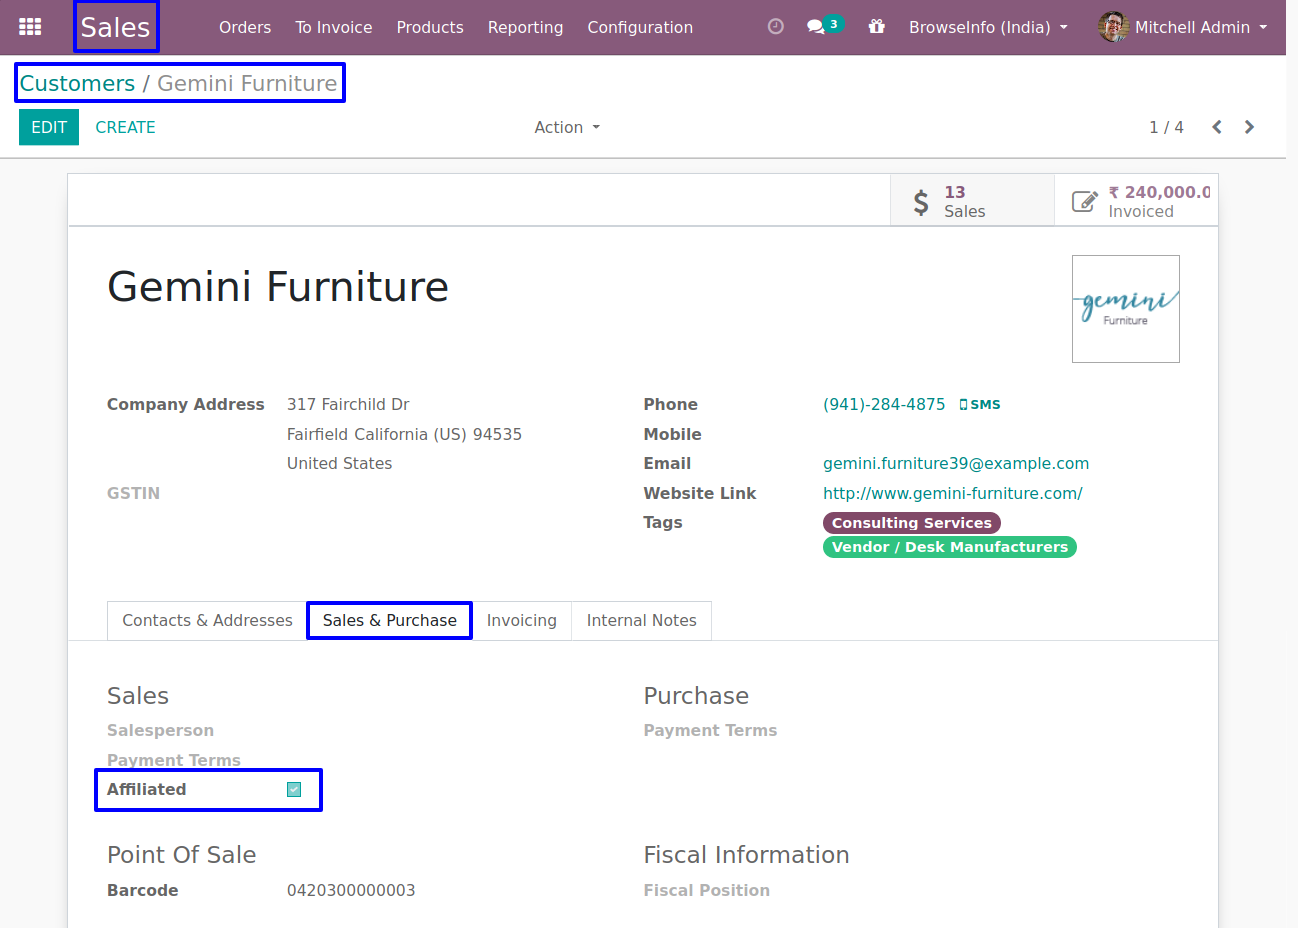 Sales Orders To Invoice Products Reporting Configuration 3 BrowseInfo (India) Mitchell Admin
Customers / Gemini Furniture
EDIT CREATE Action 1 / 4
$ 13 ₹ 240,000.0
Sales Invoiced
Gemini Furniture
gemini
Furniture
Company Address 317 Fairchild Dr Phone (941)-284-4875 SMS
Fairfield California (US) 94535 Mobile
United States Email gemini.furniture39@example.com
GSTIN Website Link http://www.gemini-furniture.com/
Tags Consulting Services
Vendor / Desk Manufacturers
Contacts & Addresses Sales & Purchase Invoicing Internal Notes
Sales Purchase
Salesperson Payment Terms
Payment Terms
Affiliated
Point Of Sale Fiscal Information
Barcode 0420300000003 Fiscal Position